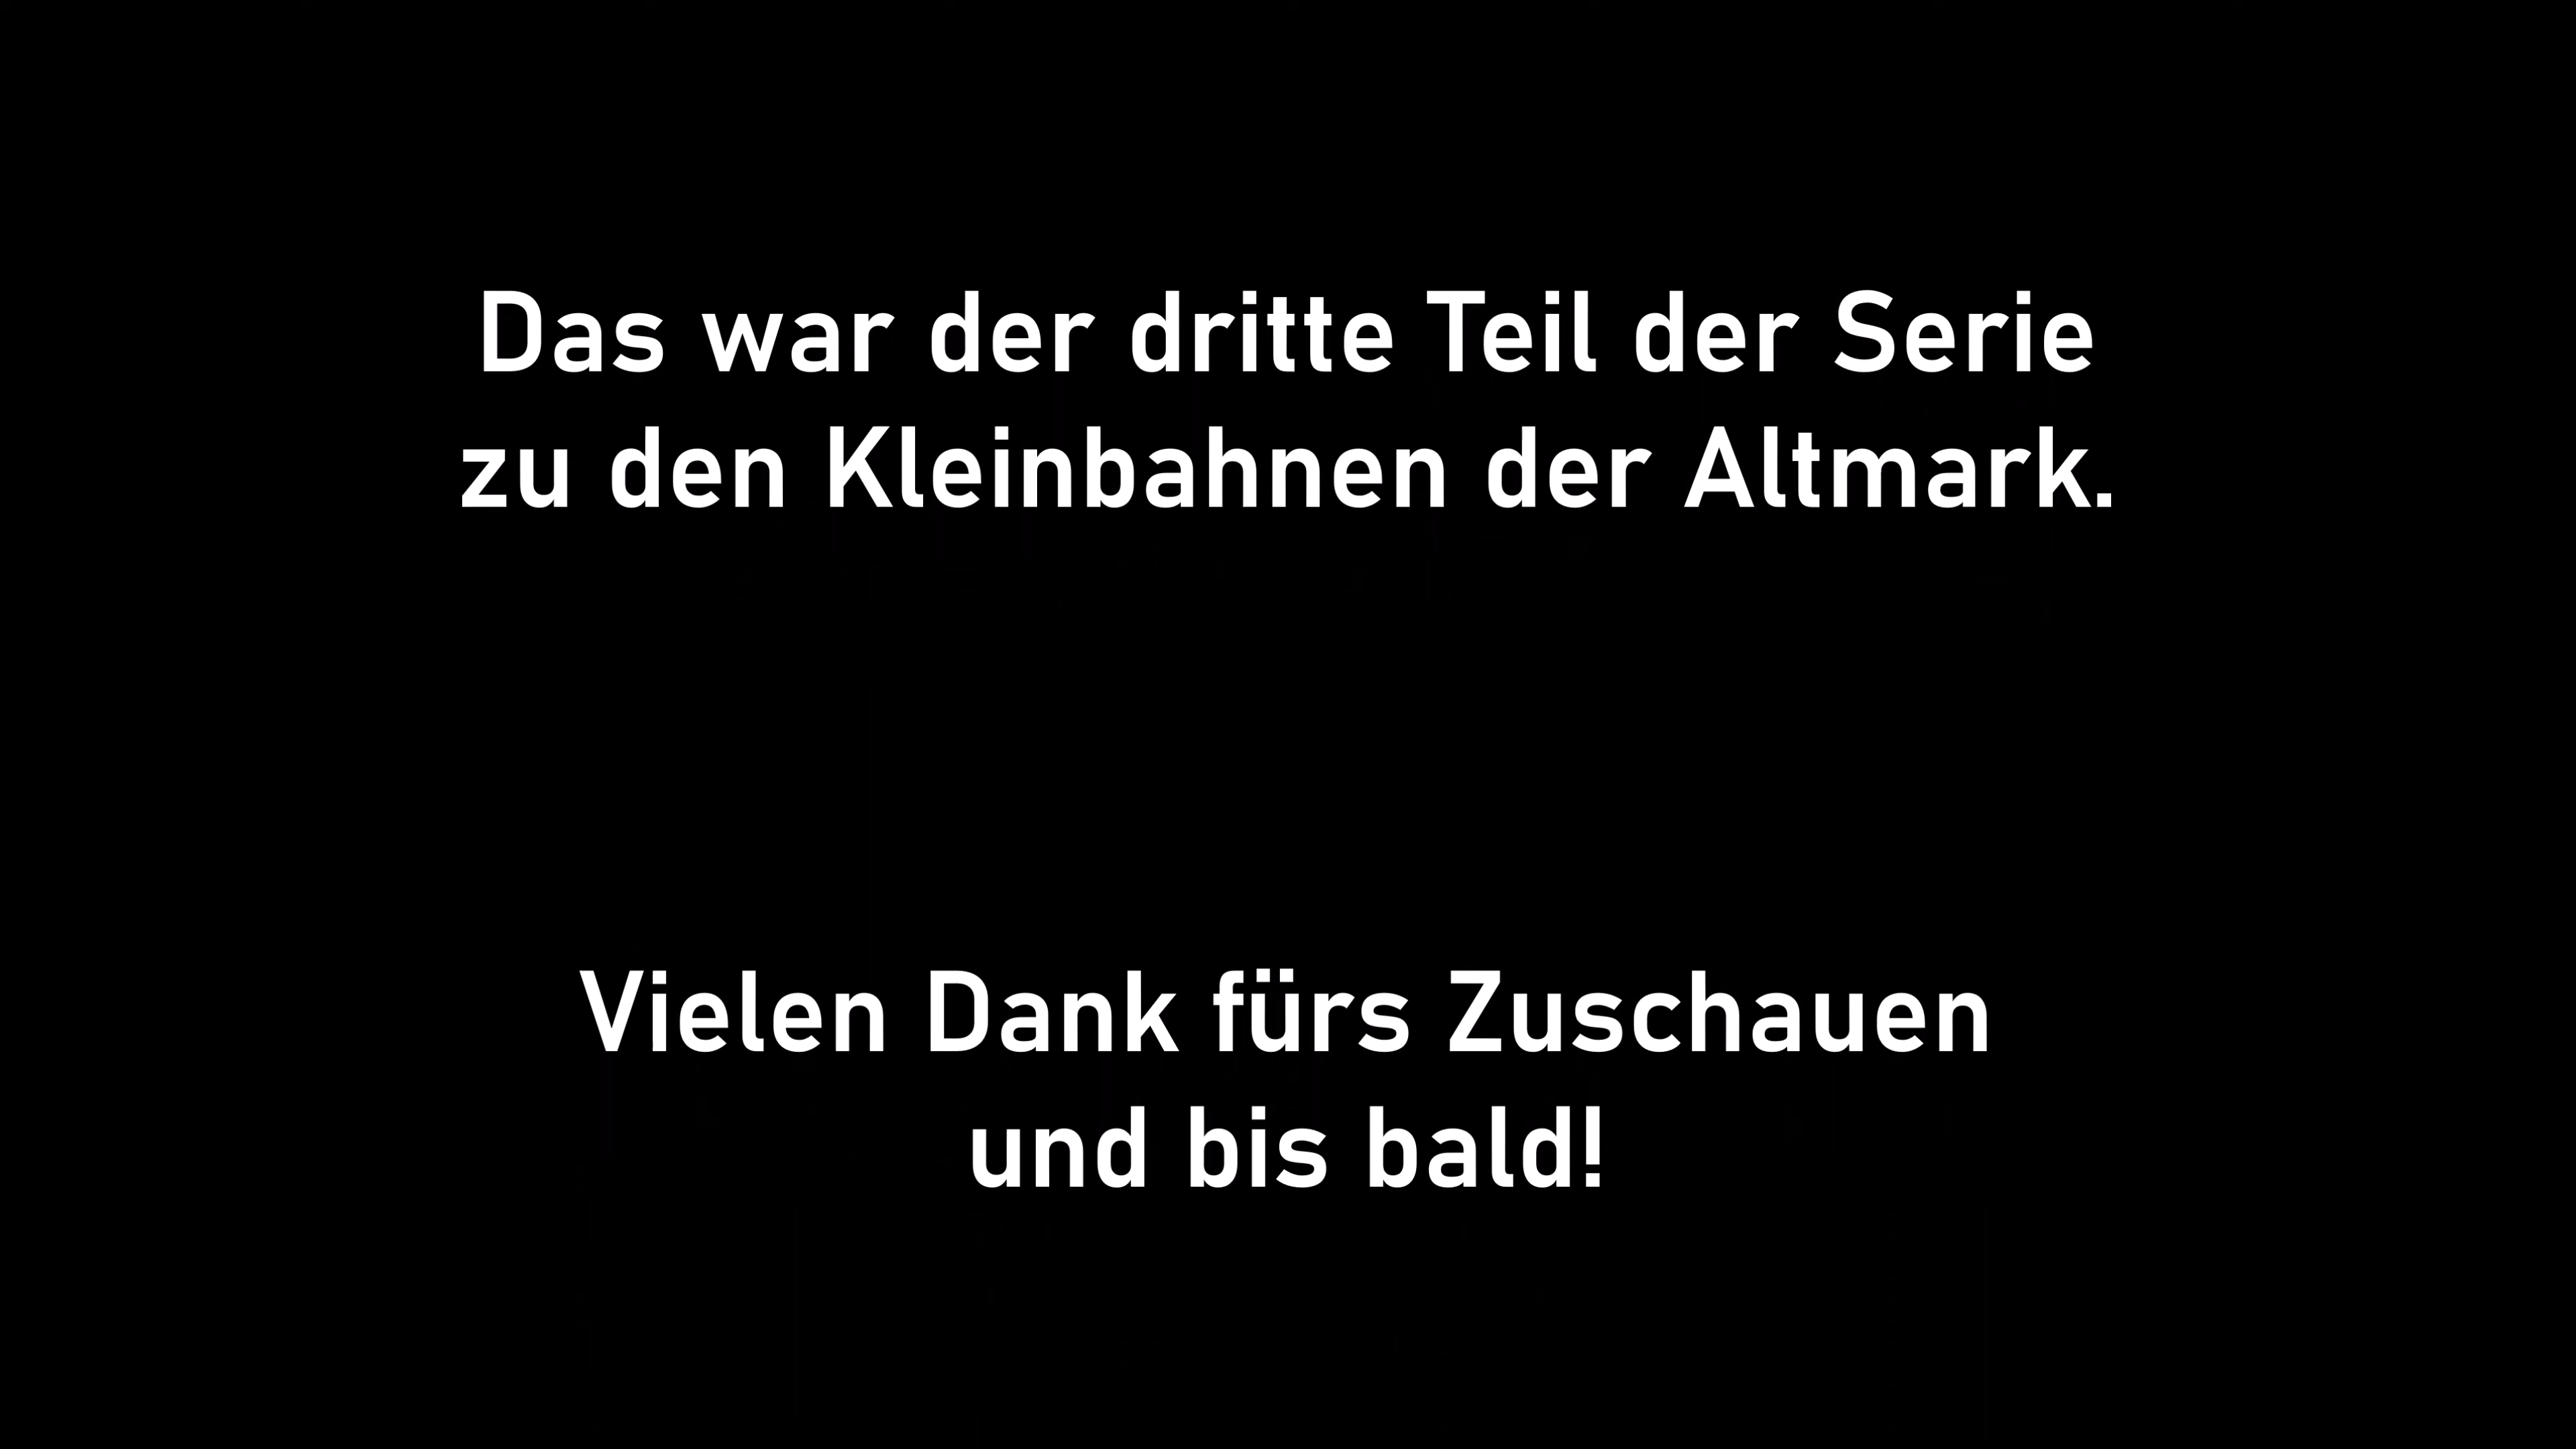 Das war der dritte Teil der Serie
zu den Kleinbahnen der Altmark.
Vielen Dank fürs Zuschauen
und bis bald!